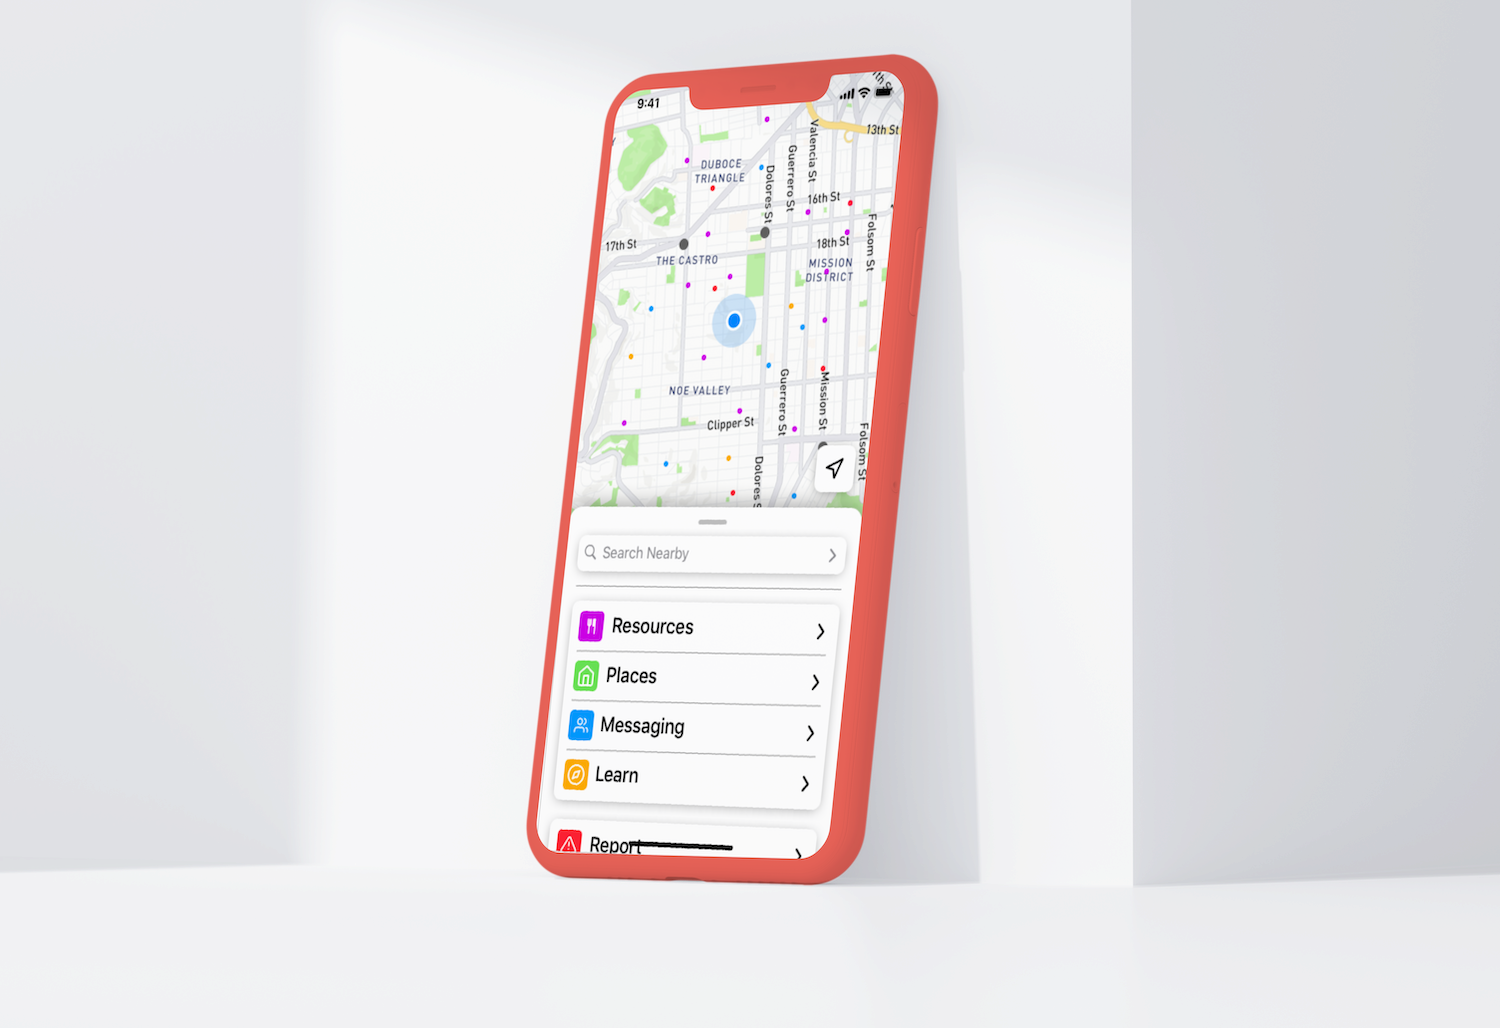 9:41
13th St
Valencia St
DUBOCE
TRIANGLE
Guerrero St
Dolores St
16th St
Folsom St
17th St
18th St
THE CASTRO
MISSION
DISTRICT
NOE VALLEY
Guerrero St
Mission St
Clipper St
Folsom St
Dolores S
Search Nearby
Resources
Places
Messaging
Learn
Report